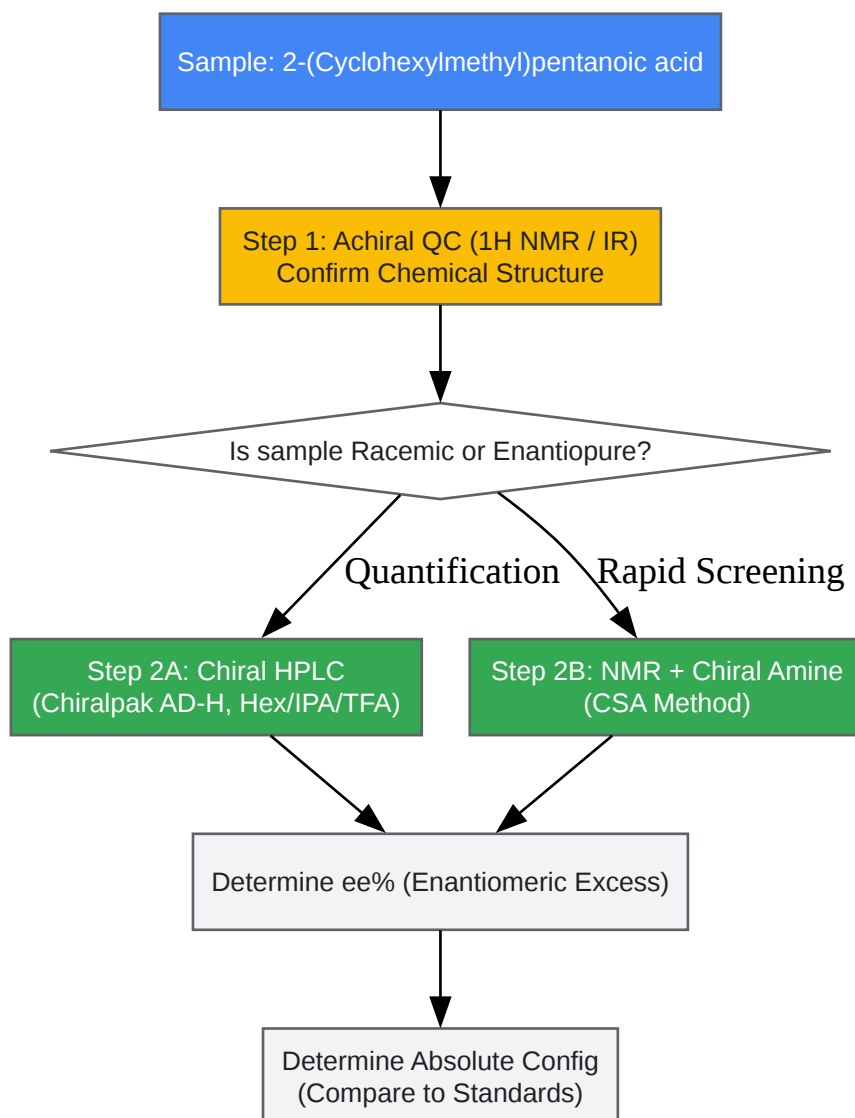 Sample: 2-(Cyclohexylmethyl)pentanoic acid
Step 1: Achiral QC (1H NMR / IR)
Confirm Chemical Structure
Is sample Racemic or Enantiopure?
Quantification
Rapid Screening
Step 2A: Chiral HPLC
(Chiralpak AD-H, Hex/IPA/TFA)
Step 2B: NMR + Chiral Amine
(CSA Method)
Determine ee% (Enantiomeric Excess)
Determine Absolute Config
(Compare to Standards)